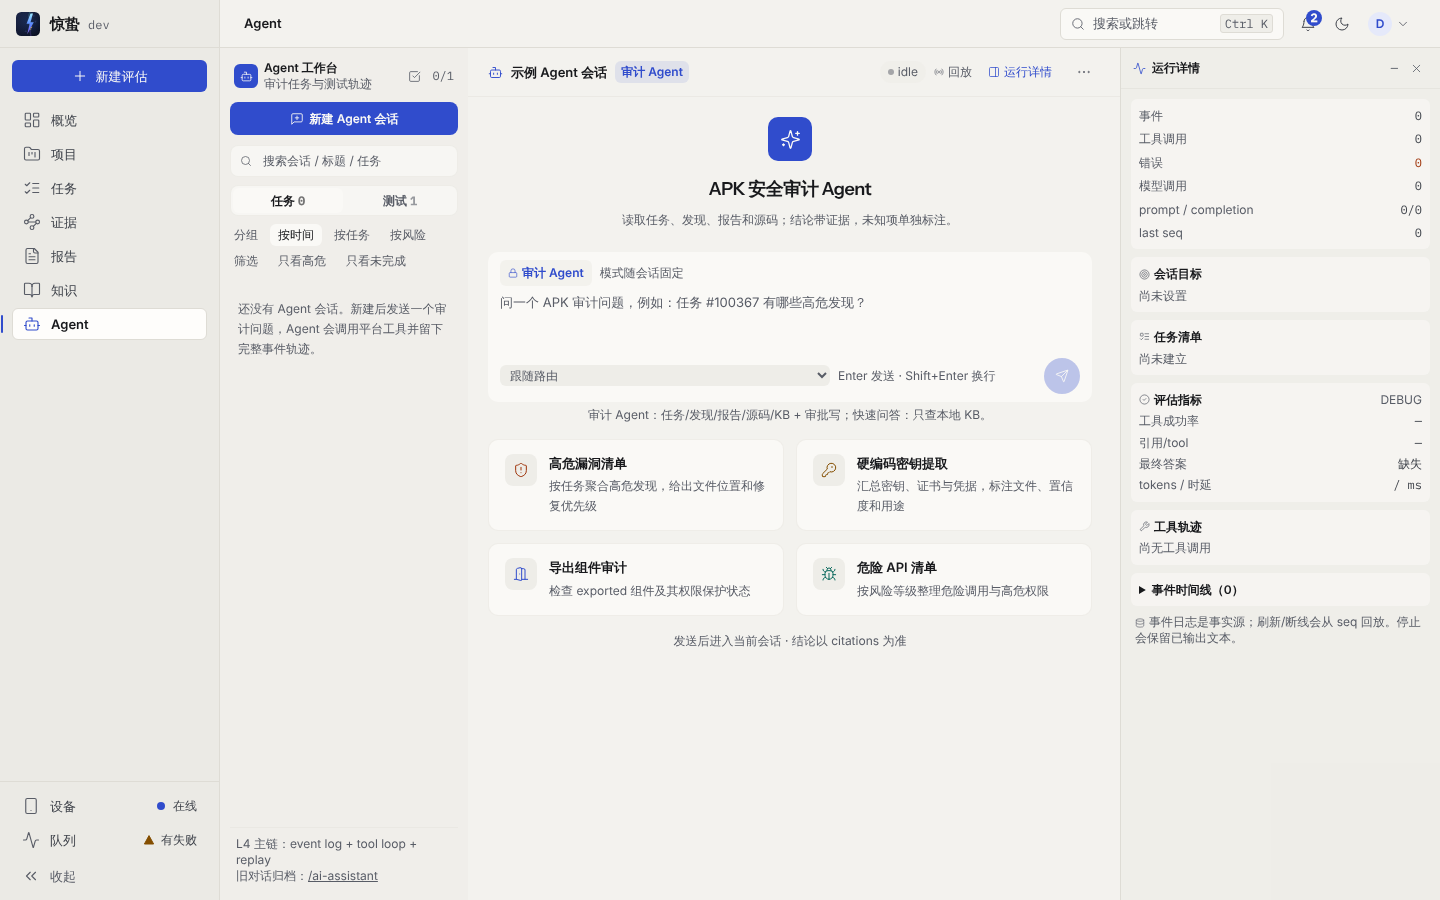 惊蛰 dev
新建评估
概览
项目
任务
证据
报告
知识
Agent
设备 在线
队列 有失败
收起
Agent
搜索或跳转 Ctrl K
2
D
Agent 工作台
审计任务与测试轨迹
0/1
新建 Agent 会话
搜索会话 / 标题 / 任务
任务 0 测试 1
分组 按时间 按任务 按风险
筛选 只看高危 只看未完成
还没有 Agent 会话。新建后发送一个审
计问题，Agent 会调用平台工具并留下
完整事件轨迹。
L4 主链：event log + tool loop +
replay
旧对话归档：/ai-assistant
示例 Agent 会话 审计 Agent idle 回放 运行详情 ···
APK 安全审计 Agent
读取任务、发现、报告和源码；结论带证据，未知项单独标注。
审计 Agent 模式随会话固定
问一个 APK 审计问题，例如：任务 #100367 有哪些高危发现？
跟随路由 Enter 发送 · Shift+Enter 换行
审计 Agent：任务/发现/报告/源码/KB + 审批写；快速问答：只查本地 KB。
高危漏洞清单
按任务聚合高危发现，给出文件位置和修
复优先级
硬编码密钥提取
汇总密钥、证书与凭据，标注文件、置信
度和用途
导出组件审计
检查 exported 组件及其权限保护状态
危险 API 清单
按风险等级整理危险调用与高危权限
发送后进入当前会话 · 结论以 citations 为准
运行详情
事件 0
工具调用 0
错误 0
模型调用 0
prompt / completion 0/0
last seq 0
会话目标
尚未设置
任务清单
尚未建立
评估指标 DEBUG
工具成功率 —
引用/tool —
最终答案 缺失
tokens / 时延 / ms
工具轨迹
尚无工具调用
事件时间线（0）
事件日志是事实源；刷新/断线会从 seq 回放。停止
会保留已输出文本。